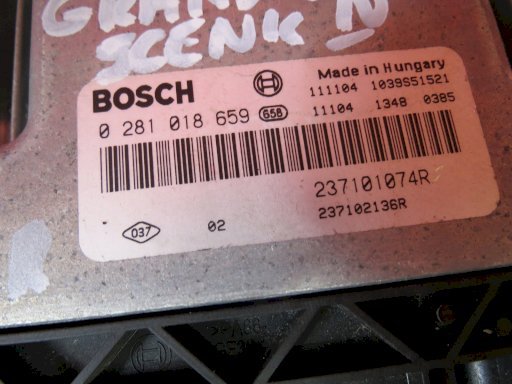 GRAND
SCENIC IV
BOSCH
Made in Hungary
111104 1039S51521
0 281 018 659 658 11104 1348 0385
237101074R
037 02 237102136R